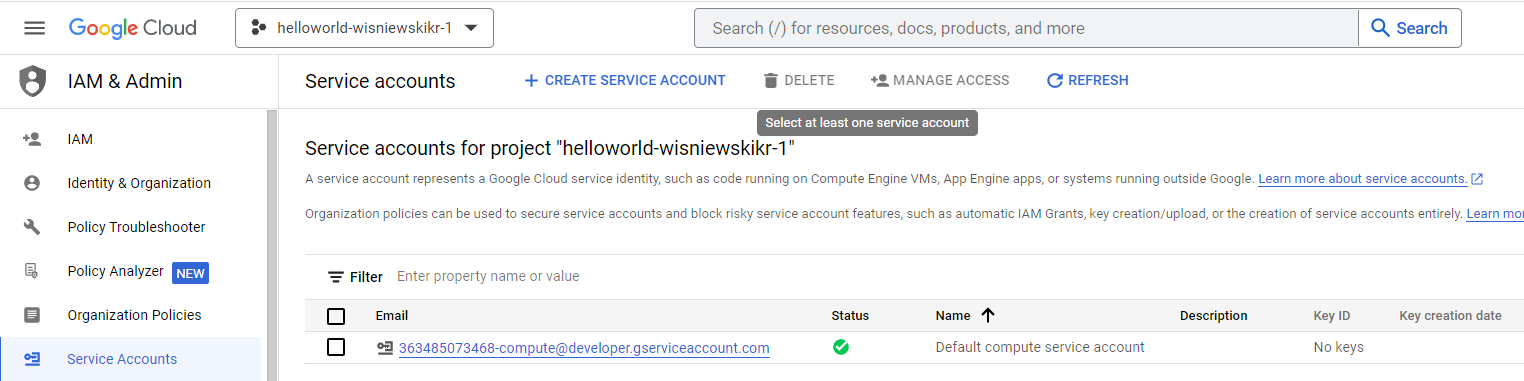 Google Cloud
helloworld-wisniewskikr-1
Search (/) for resources, docs, products, and more
Search
IAM & Admin
Service accounts
CREATE SERVICE ACCOUNT
DELETE
MANAGE ACCESS
REFRESH
Select at least one service account
IAM
Identity & Organization
Policy Troubleshooter
Policy Analyzer NEW
Organization Policies
Service Accounts
Service accounts for project "helloworld-wisniewskikr-1"
A service account represents a Google Cloud service identity, such as code running on Compute Engine VMs, App Engine apps, or systems running outside Google. Learn more about service accounts.
Organization policies can be used to secure service accounts and block risky service account features, such as automatic IAM Grants, key creation/upload, or the creation of service accounts entirely. Learn mor
Filter Enter property name or value
Email Status Name Description Key ID Key creation date
363485073468-compute@developer.gserviceaccount.com Default compute service account No keys